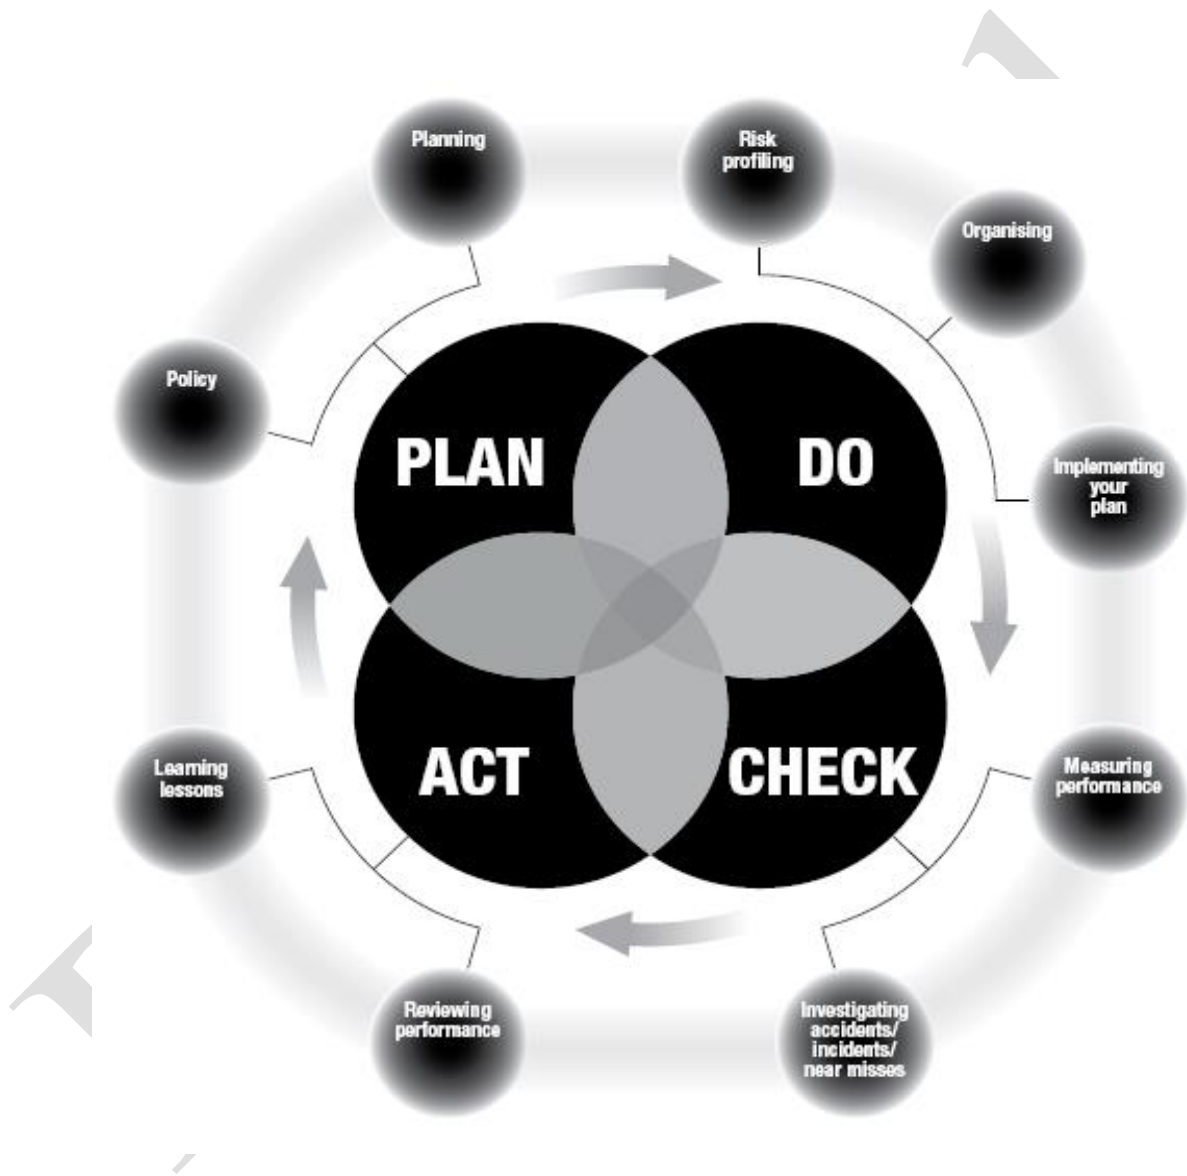 Planning
Risk
profiling
Organising
Policy
PLAN
DO
Implementing
your
plan
Learning
lessons
ACT
CHECK
Measuring
performance
Reviewing
performance
Investigating
accidents/
incidents/
near misses